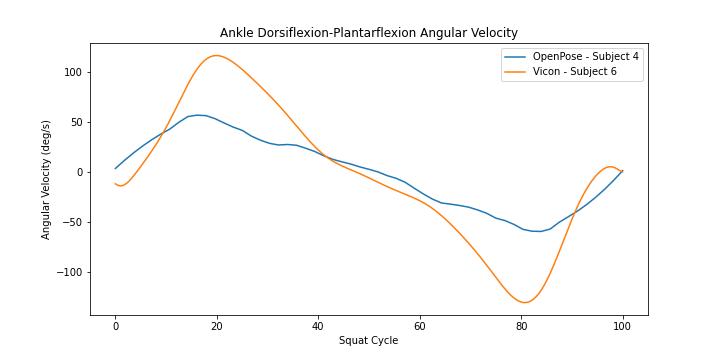 Ankle Dorsiflexion-Plantarflexion Angular Velocity
OpenPose - Subject 4
Vicon - Subject 6
Angular Velocity (deg/s)
100
50
0
−50
−100
0 20 40 60 80 100
Squat Cycle